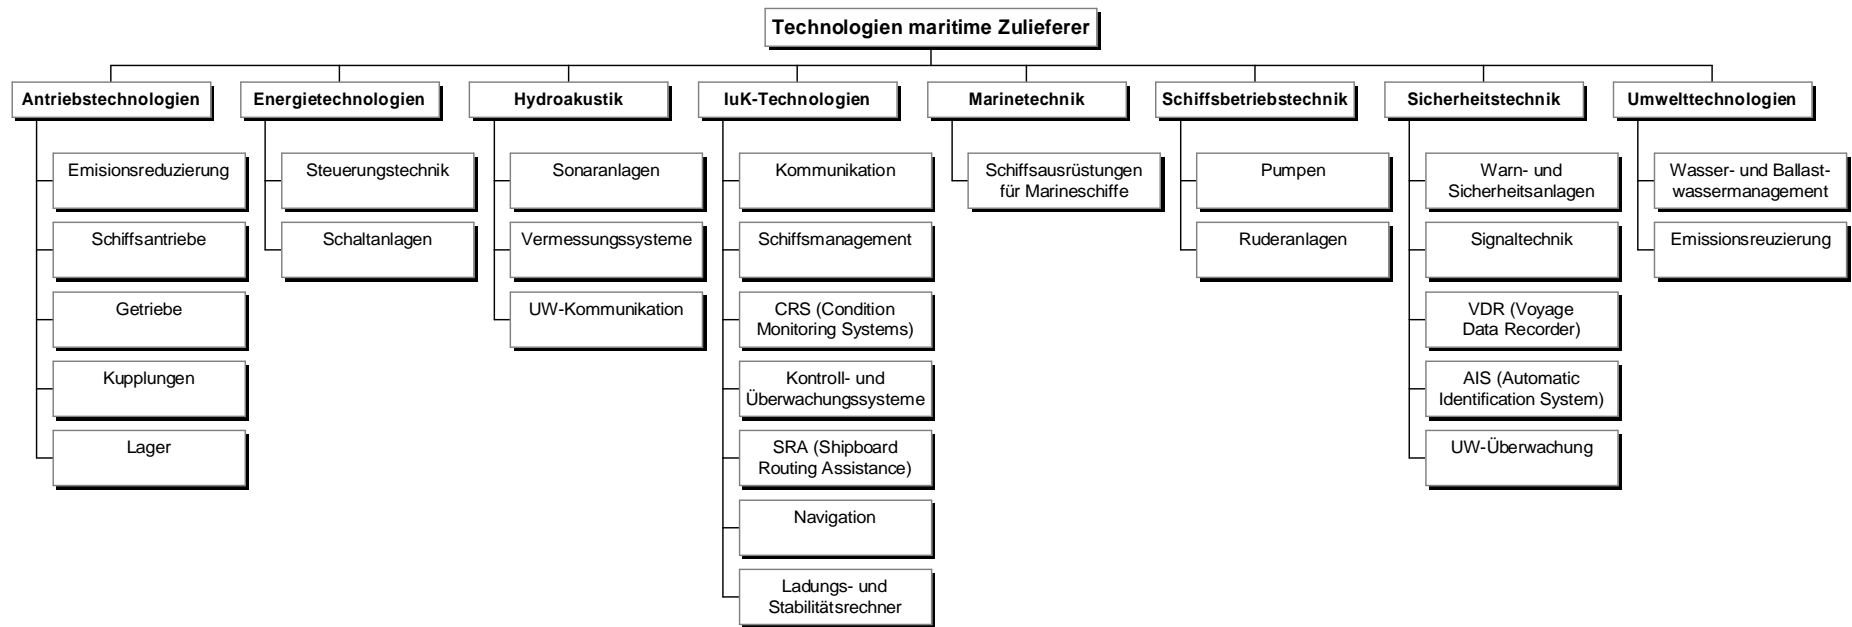 Technologien maritime Zulieferer
Antriebstechnologien
Emisionsreduzierung
Schiffsantriebe
Getriebe
Kupplungen
Lager
Energietechnologien
Steuerungstechnik
Schaltanlagen
Hydroakustik
Sonaranlagen
Vermessungssysteme
UW-Kommunikation
IuK-Technologien
Kommunikation
Schiffsmanagement
CRS (Condition
Monitoring Systems)
Kontroll- und
Überwachungssysteme
SRA (Shipboard
Routing Assistance)
Navigation
Ladungs- und
Stabilitätsrechner
Marinetechnik
Schiffsausrüstungen
für Marineschiffe
Schiffsbetriebstechnik
Pumpen
Ruderanlagen
Sicherheitstechnik
Warn- und
Sicherheitsanlagen
Signaltechnik
VDR (Voyage
Data Recorder)
AIS (Automatic
Identification System)
UW-Überwachung
Umwelttechnologien
Wasser- und Ballast-
wassermanagement
Emissionsreuzierung